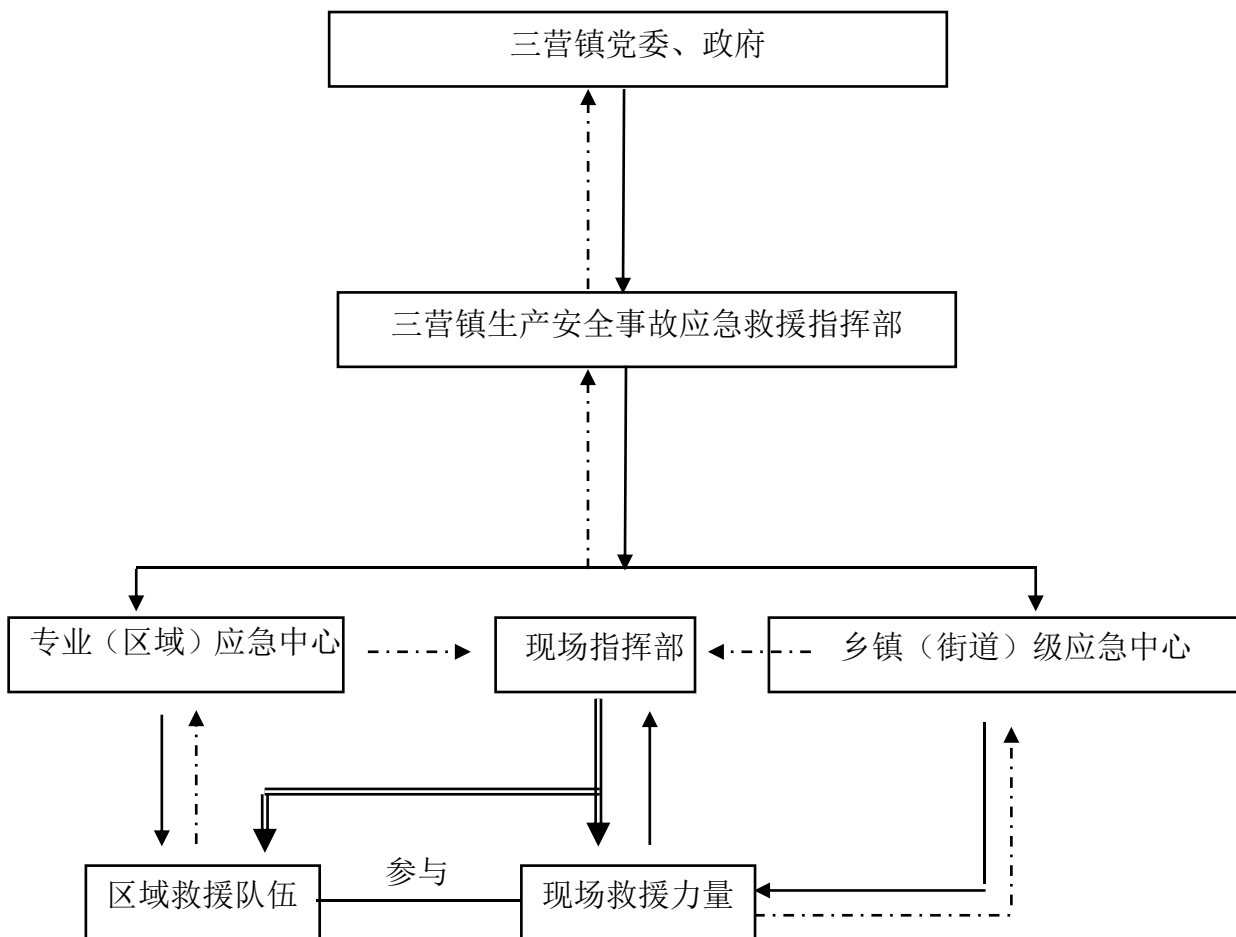 三营镇党委、政府
三营镇生产安全事故应急救援指挥部
专业（区域）应急中心
现场指挥部
乡镇（街道）级应急中心
参与
区域救援队伍
现场救援力量